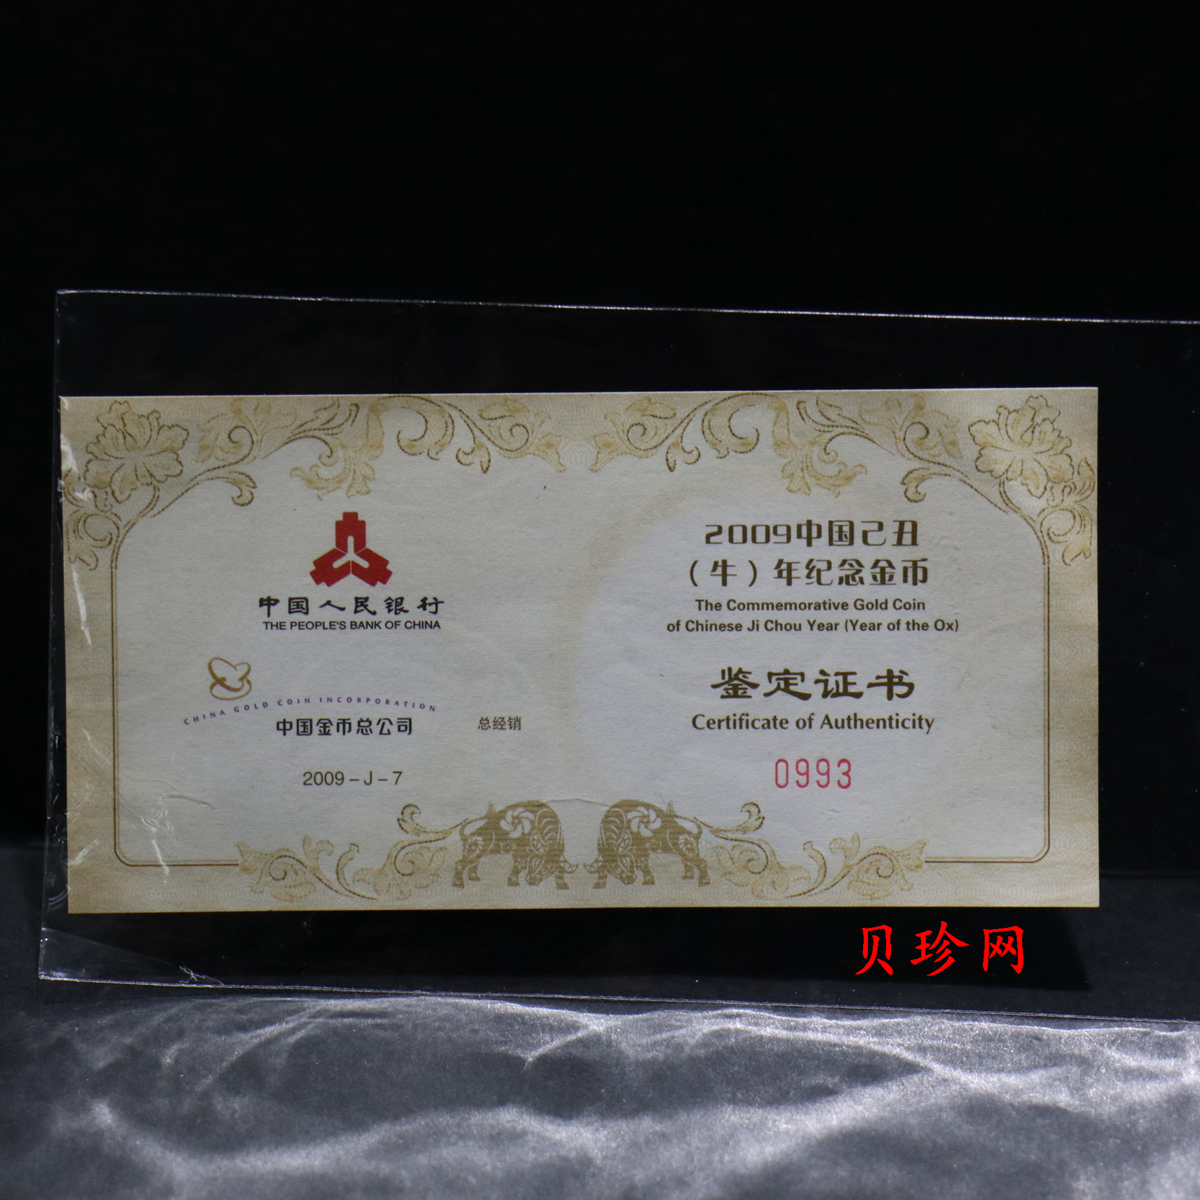 中国人民银行
THE PEOPLE'S BANK OF CHINA
CHINA GOLD COIN INCORPORATION
中国金币总公司
总经销
2009-J-7
2009中国己丑
（牛）年纪念金币
The Commemorative Gold Coin
of Chinese Ji Chou Year (Year of the Ox)
鉴定证书
Certificate of Authenticity
0993
贝珍网